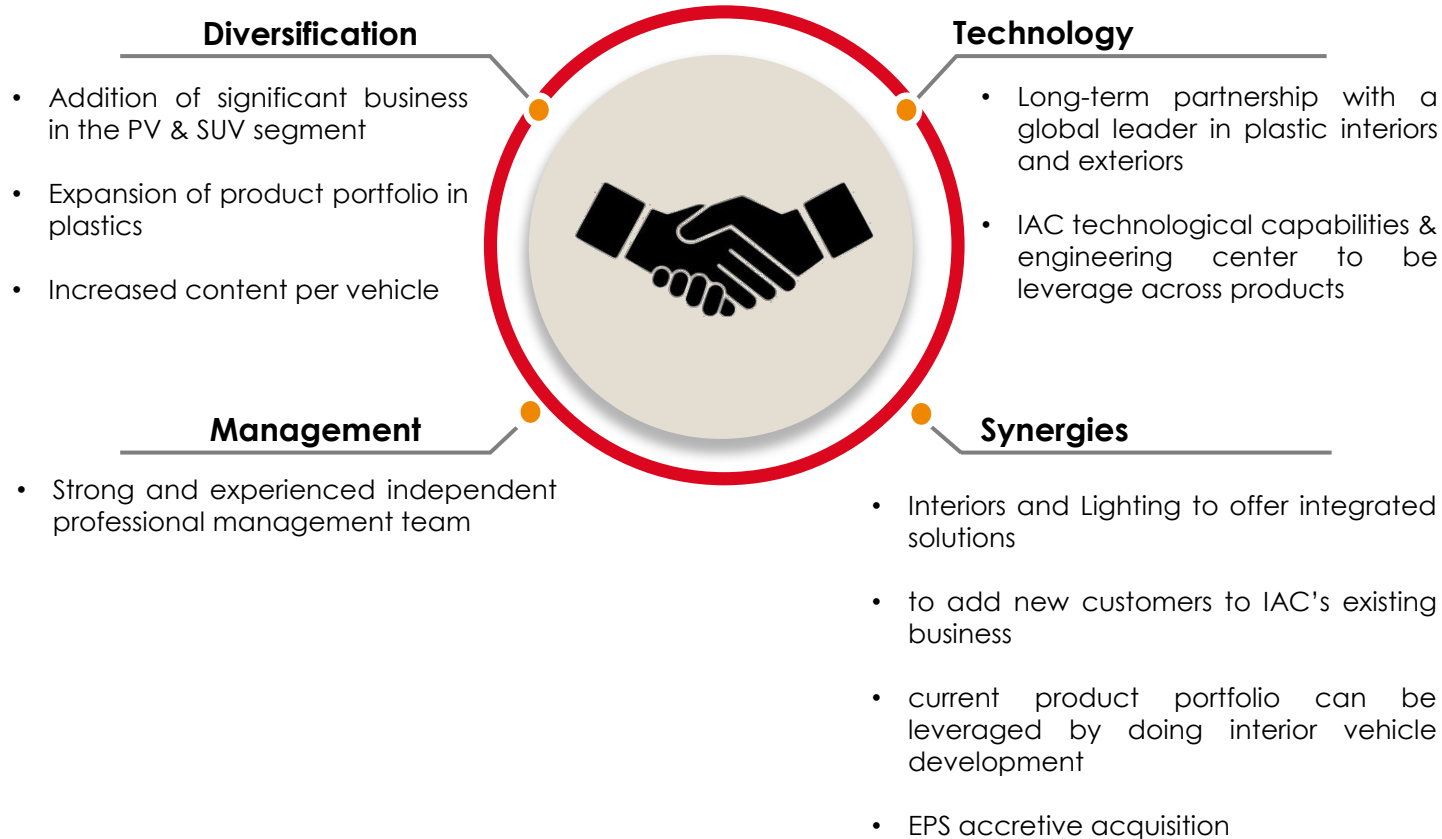 Diversification
• Addition of significant business
in the PV & SUV segment
• Expansion of product portfolio in
plastics
• Increased content per vehicle
Technology
• Long-term partnership with a
global leader in plastic interiors
and exteriors
• IAC technological capabilities &
engineering center to be
leverage across products
Management
• Strong and experienced independent
professional management team
Synergies
• Interiors and Lighting to offer integrated
solutions
• to add new customers to IAC’s existing
business
• current product portfolio can be
leveraged by doing interior vehicle
development
• EPS accretive acquisition